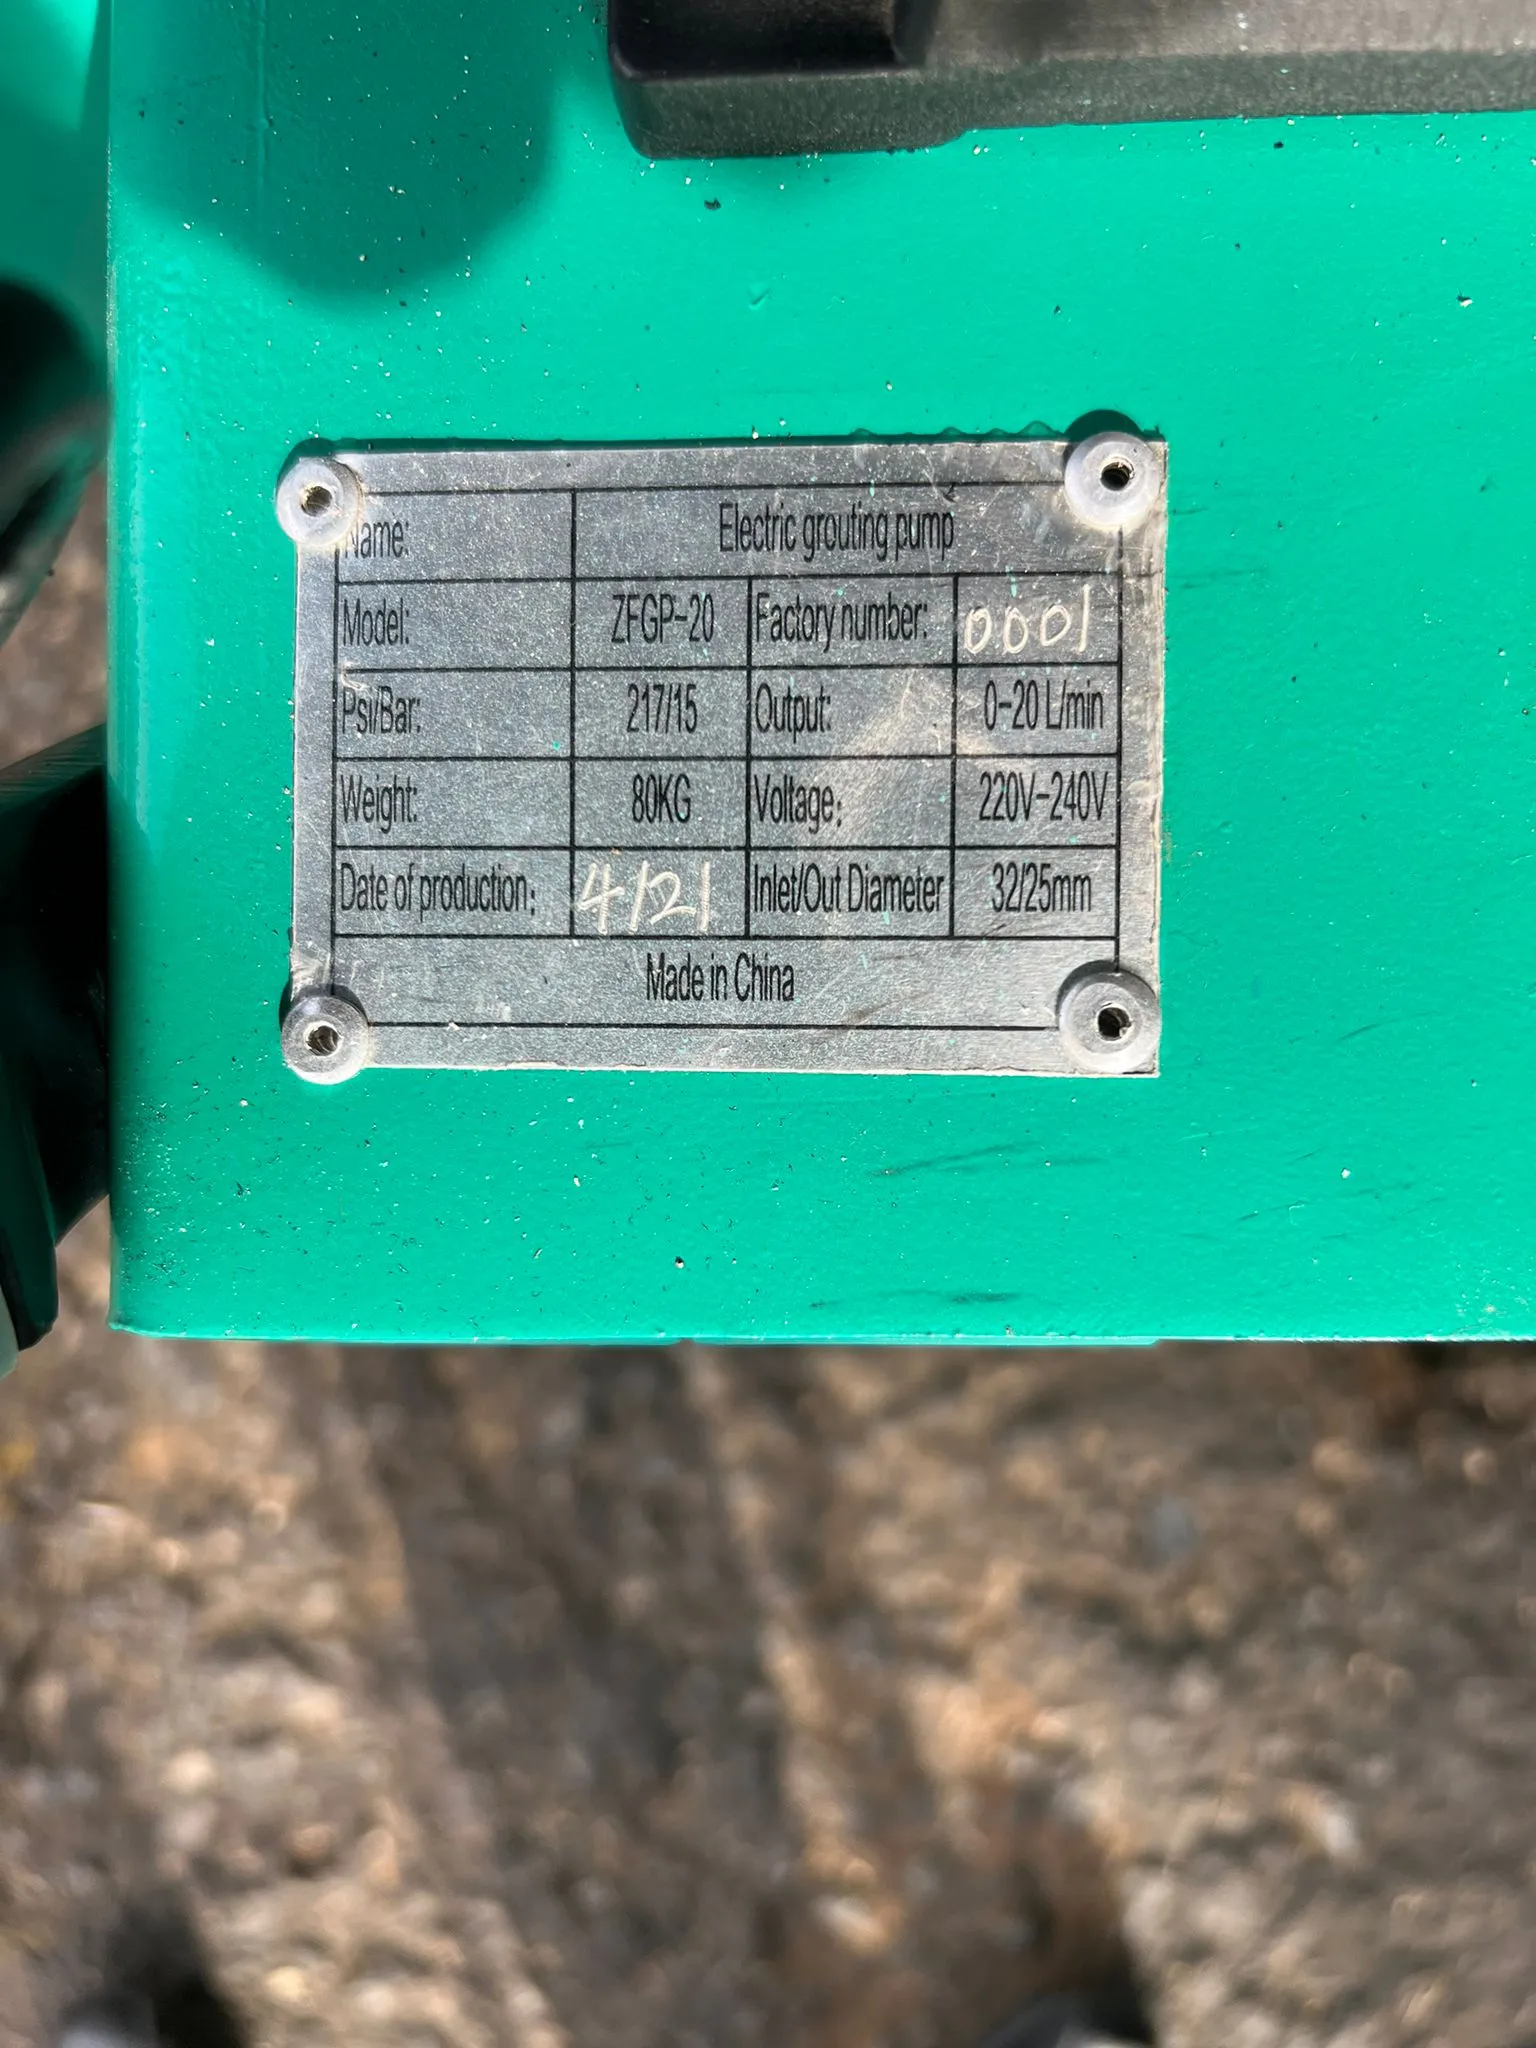 Name: Electric grouting pump
Model: ZFGP-20 Factory number: 0001
Psi/Bar: 217/15 Output: 0-20 L/min
Weight: 80KG Voltage: 220V-240V
Date of production: 4/21 Inlet/Out Diameter 32/25mm
Made in China